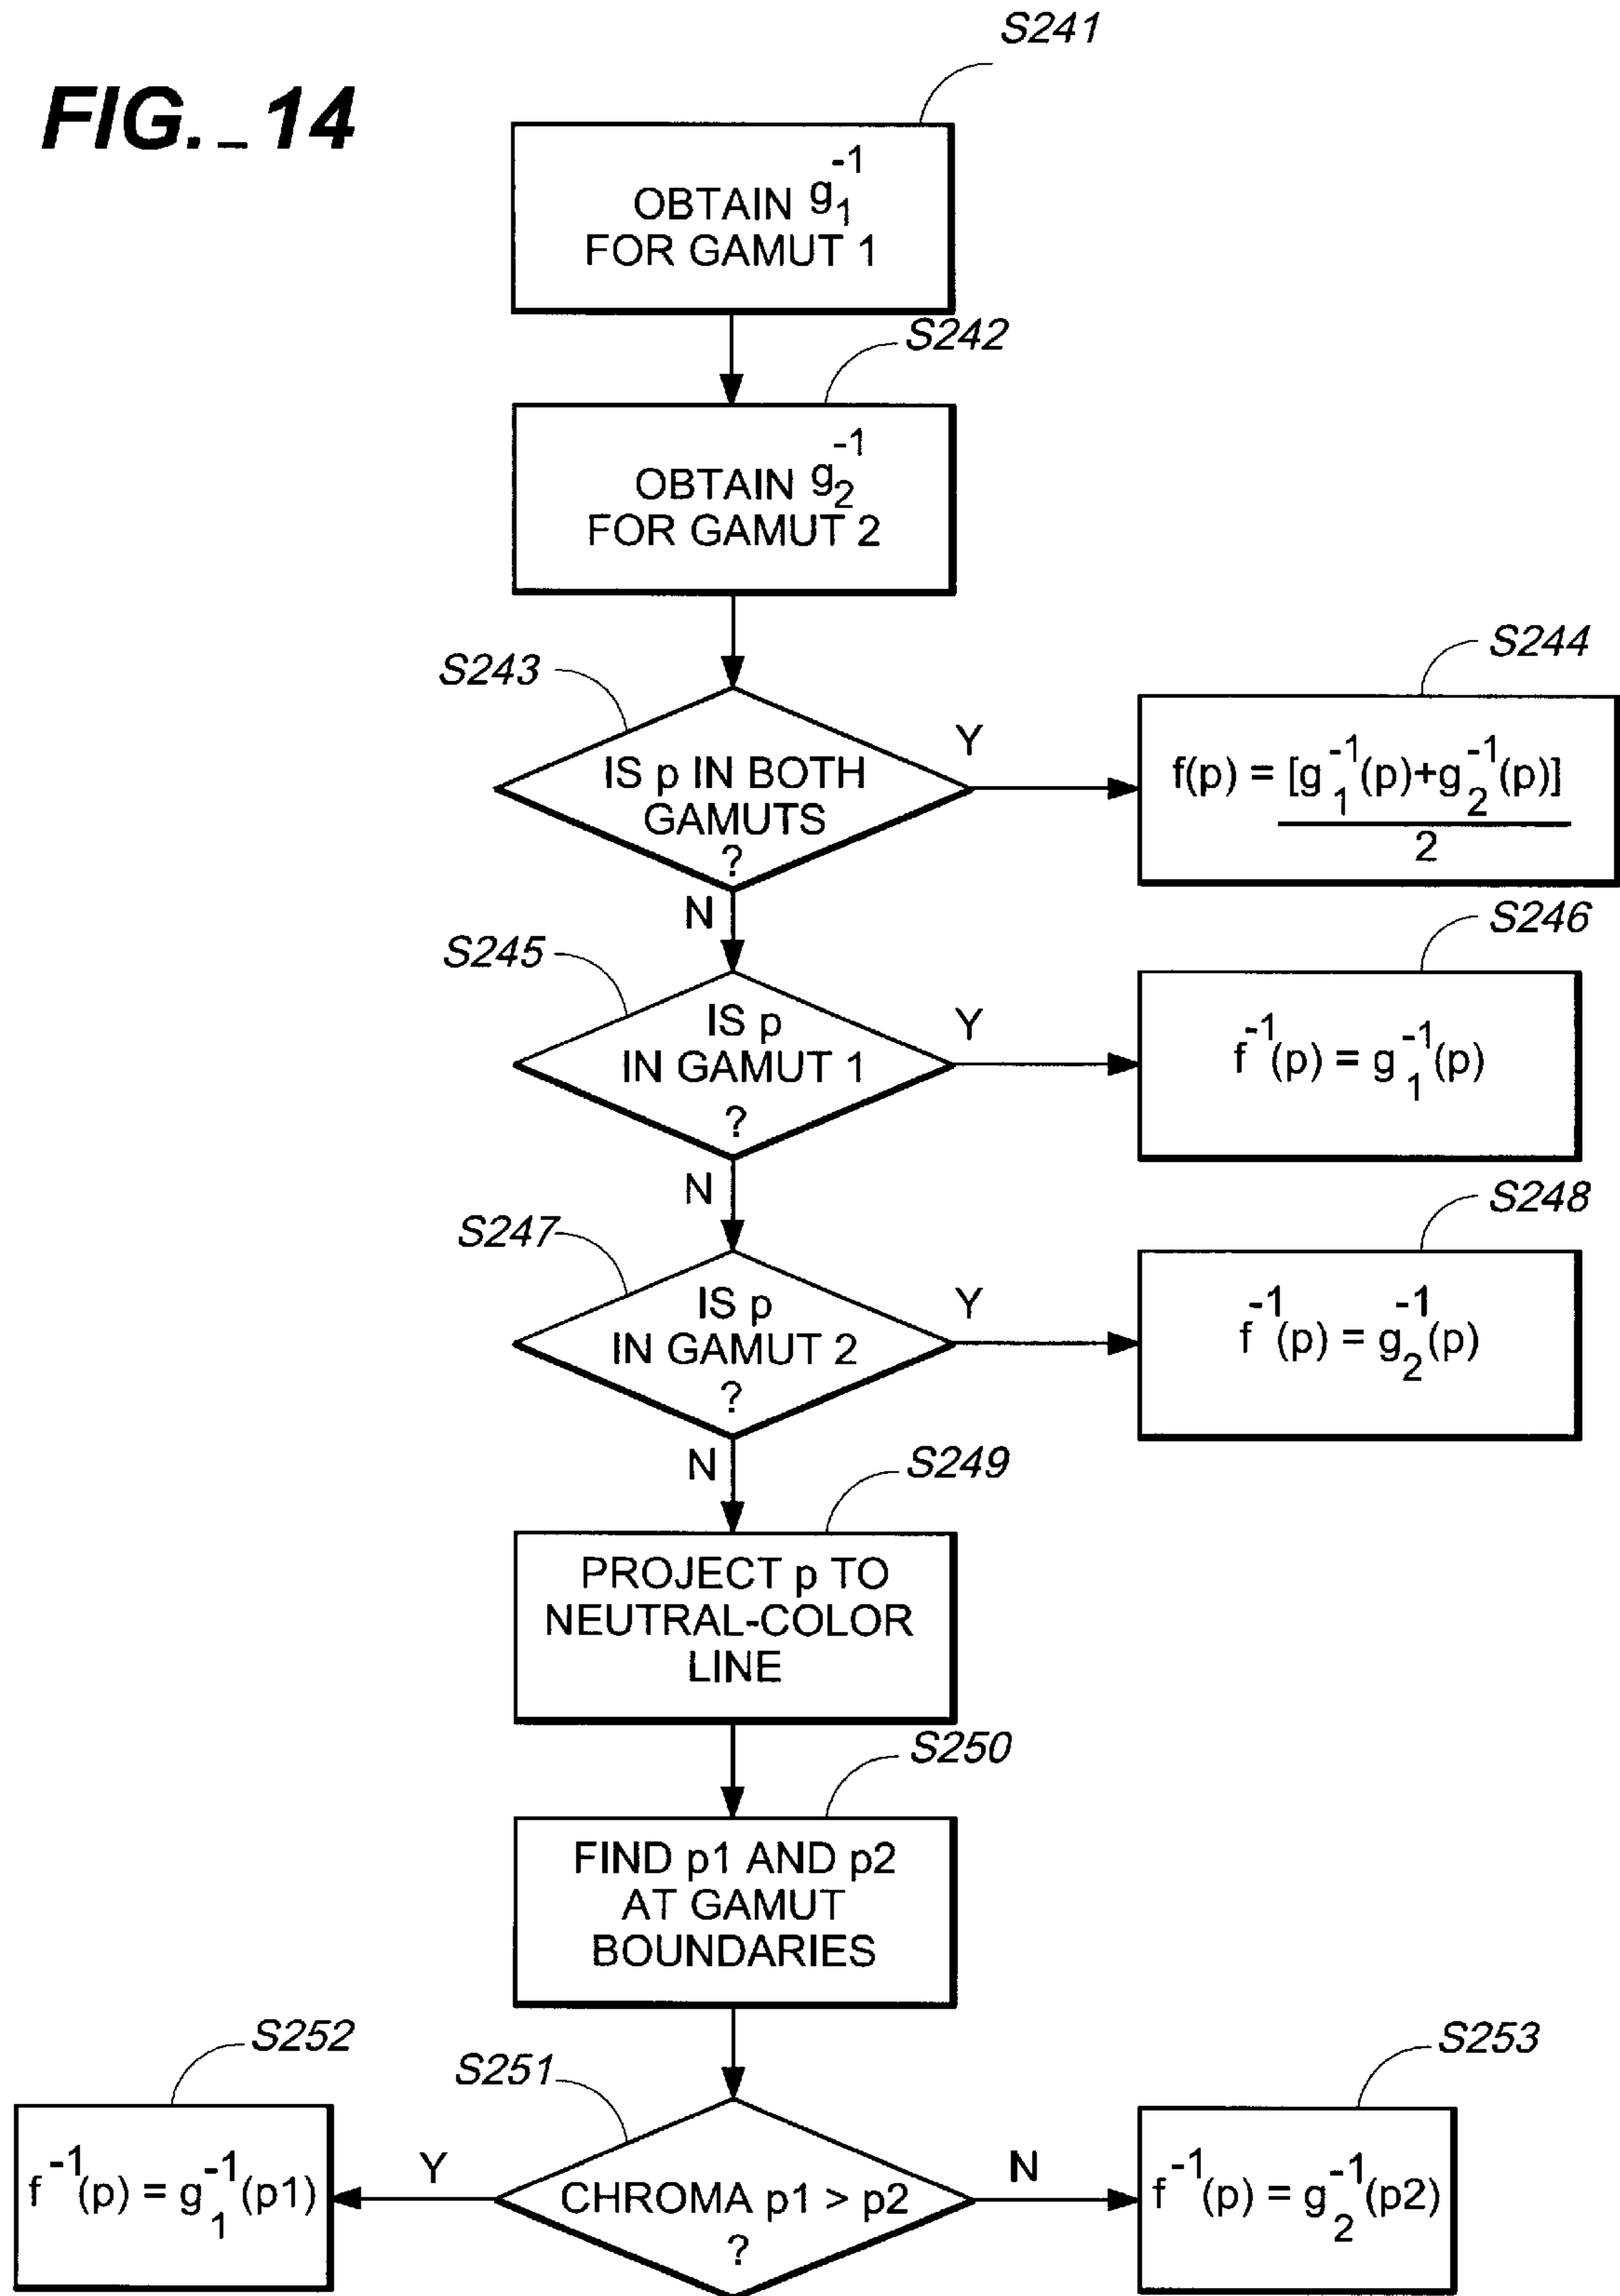 FIG._14
S241
OBTAIN g₁⁻¹
FOR GAMUT 1
S242
OBTAIN g₂⁻¹
FOR GAMUT 2
S243
IS p IN BOTH
GAMUTS
?
Y
N
S244
f(p) = [g₁⁻¹(p)+g₂⁻¹(p)]
2
S245
IS p
IN GAMUT 1
?
Y
N
S246
f⁻¹(p) = g₁⁻¹(p)
S247
IS p
IN GAMUT 2
?
Y
N
S248
f⁻¹(p) = g₂⁻¹(p)
S249
PROJECT p TO
NEUTRAL-COLOR
LINE
S250
FIND p1 AND p2
AT GAMUT
BOUNDARIES
S251
CHROMA p1 > p2
?
Y
N
S252
f⁻¹(p) = g₁⁻¹(p1)
S253
f⁻¹(p) = g₂⁻¹(p2)